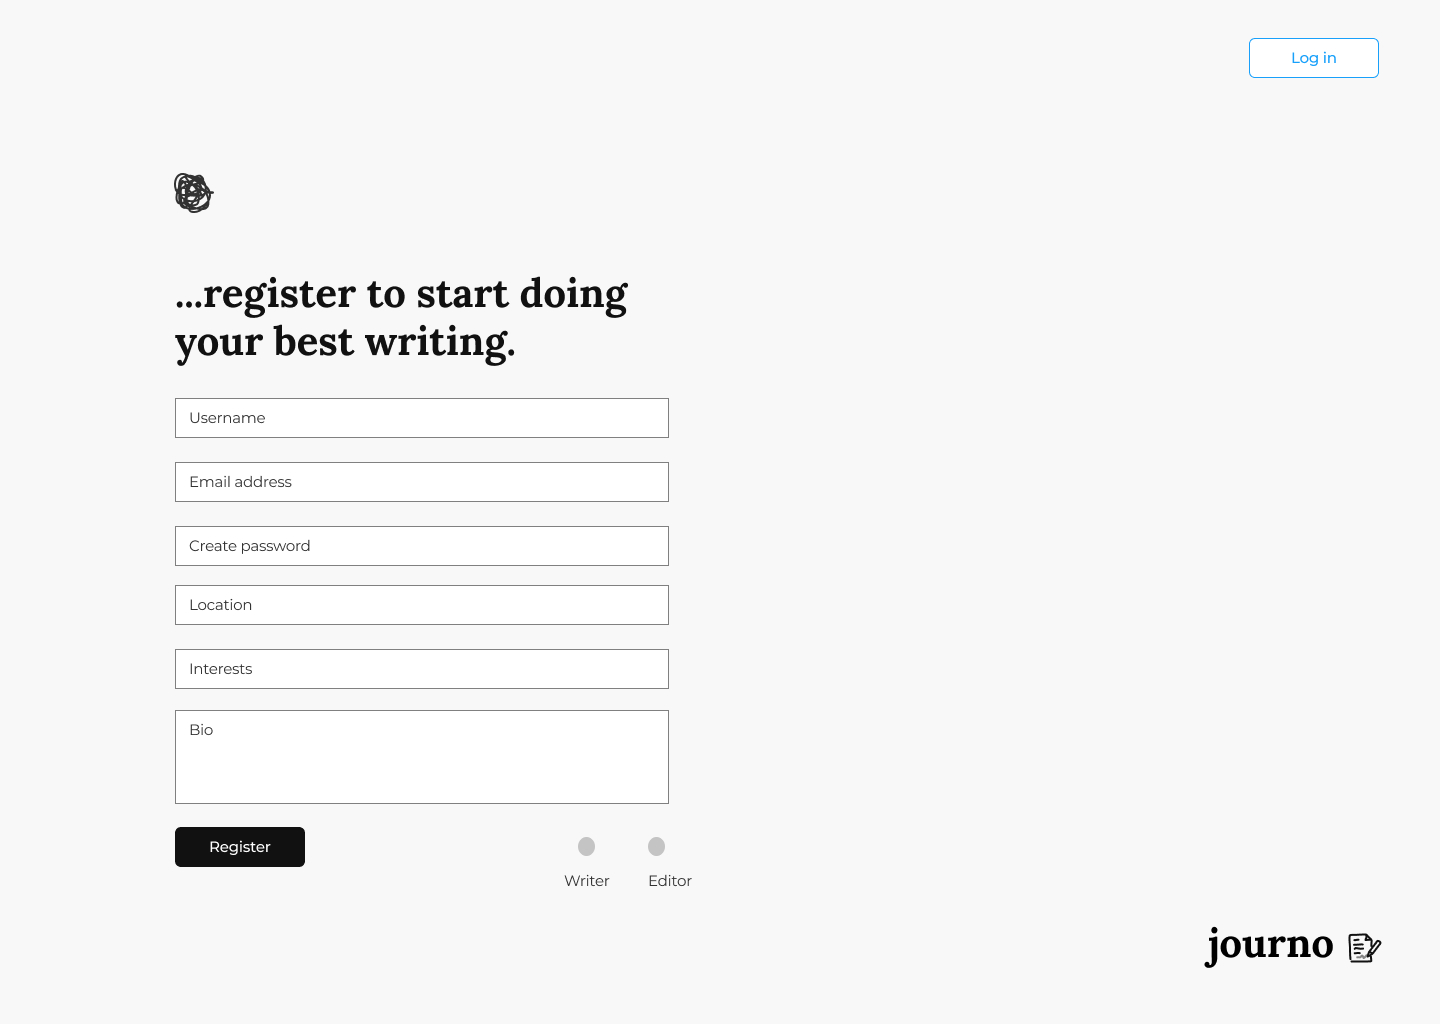 Log in
...register to start doing
your best writing.
Username
Email address
Create password
Location
Interests
Bio
Register
Writer
Editor
journo